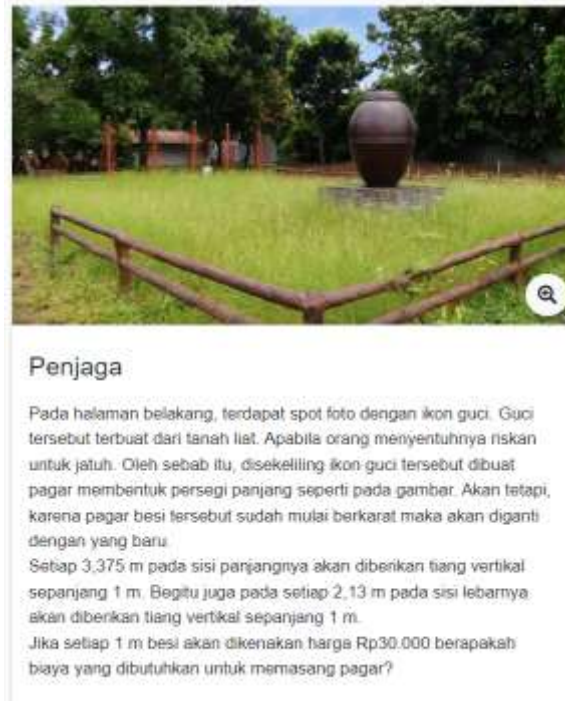 Penjaga
Pada halaman belakang, terdapat spot foto dengan ikon guci. Guci
tersebut terbuat dari tanah liat. Apabila orang menyentuhnya riskan
untuk jatuh. Oleh sebab itu, disekeliling ikon guci tersebut dibuat
pagar membentuk persegi panjang seperti pada gambar. Akan tetapi,
karena pagar besi tersebut sudah mulai berkarat maka akan diganti
dengan yang baru.
Setiap 3,375 m pada sisi panjangnya akan diberikan tiang vertikal
sepanjang 1 m. Begitu juga pada setiap 2,13 m pada sisi lebarnya
akan diberikan tiang vertikal sepanjang 1 m.
Jika setiap 1 m besi akan dikenakan harga Rp30.000 berapakah
biaya yang dibutuhkan untuk memasang pagar?